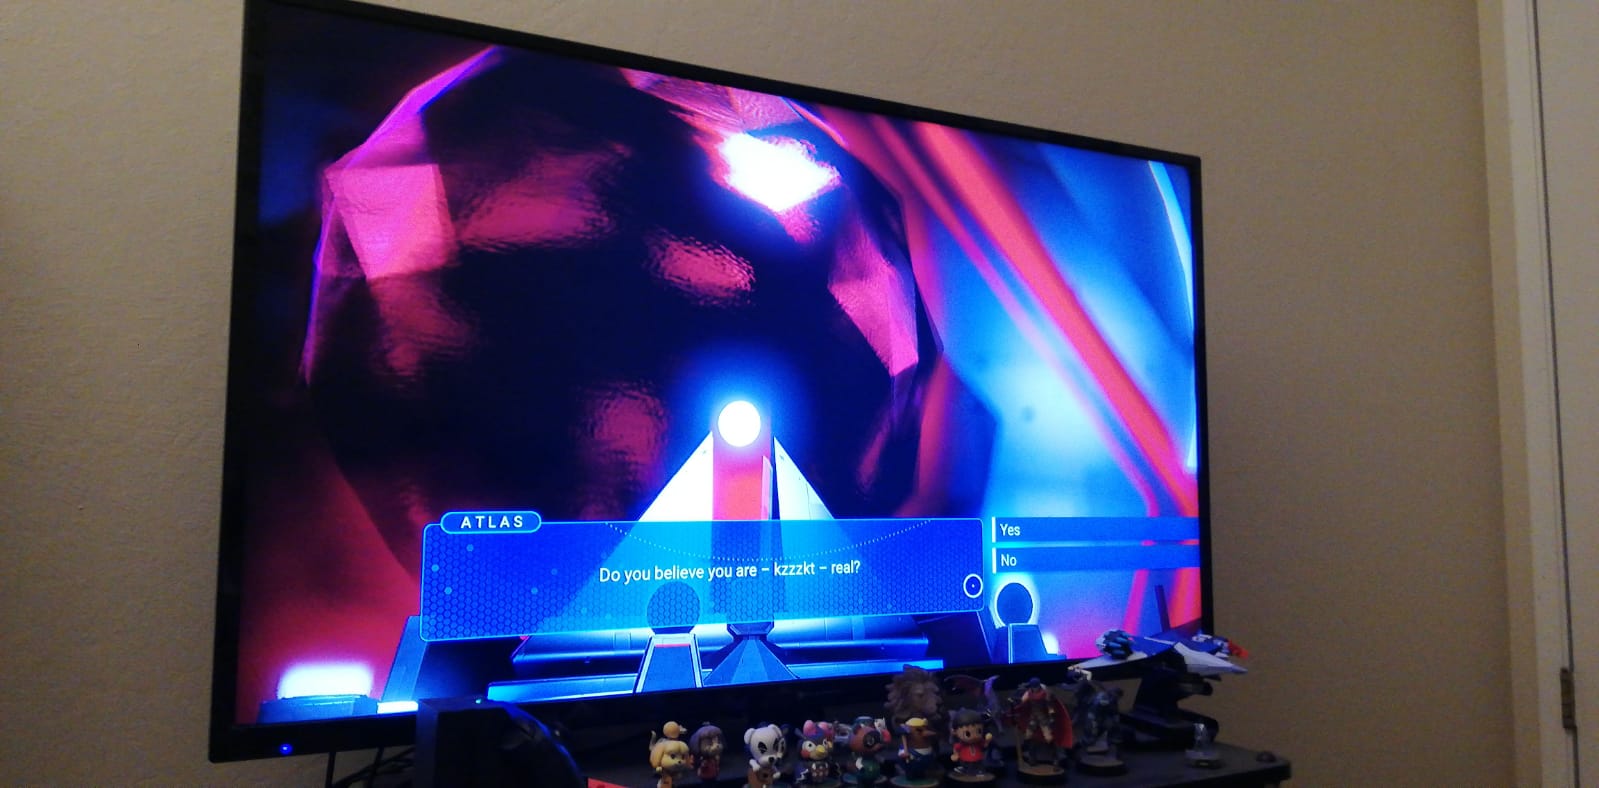 ATLAS
Do you believe you are – kzzzkt – real?
Yes
No